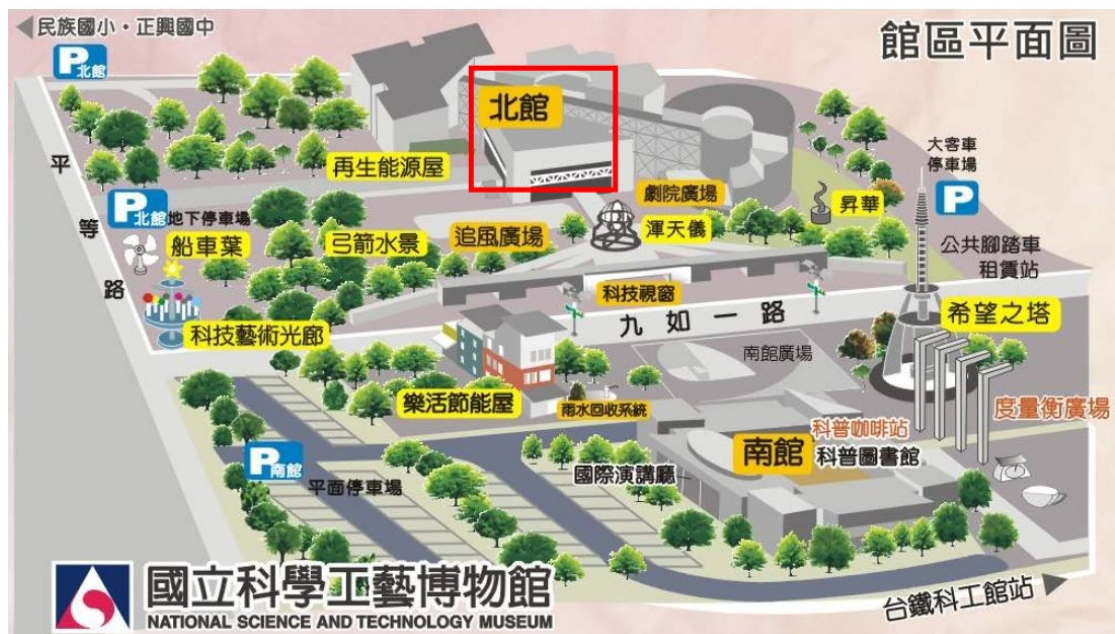 民族國小・正興國中
館區平面圖
P北館
北館
大客車
停車場
P
平等路
再生能源屋
劇院廣場
昇華
P北館
地下停車場
船車葉
弓箭水景
追風廣場
渾天儀
公共腳踏車
租賃站
科技視窗
希望之塔
科技藝術光廊
九如一路
南館廣場
樂活節能屋
雨水回收系統
度量衡廣場
科普咖啡站
南館
科普圖書館
P南館
平面停車場
國際演講廳
國立科學工藝博物館
NATIONAL SCIENCE AND TECHNOLOGY MUSEUM
台鐵科工館站